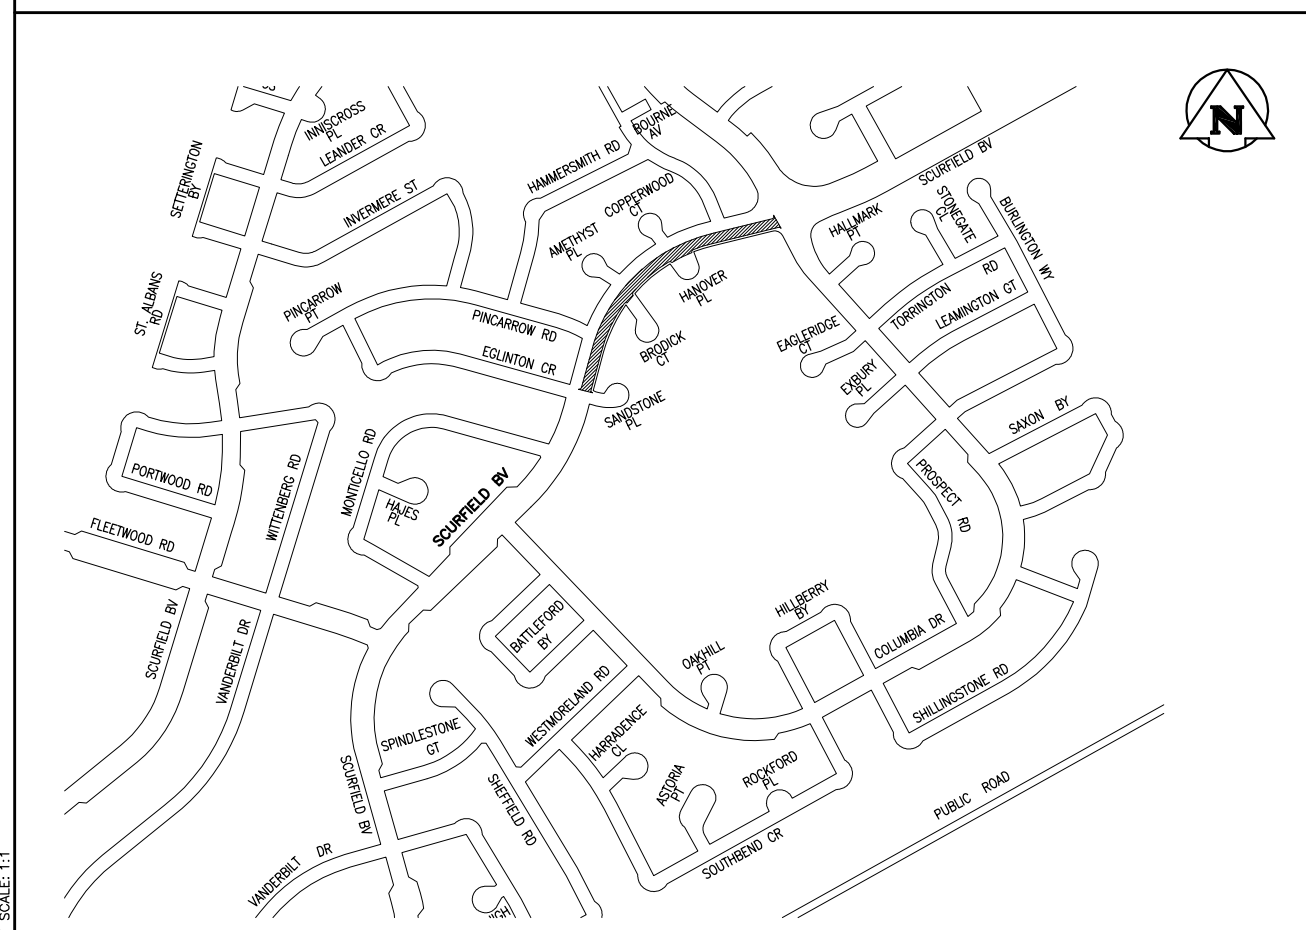 INNISCROSS
PL
LEANDER CR
BOURNE
AV
N
SETTERINGTON
BY
HAMMERSMITH RD
SCURFIELD BV
INVERMERE ST
COPPERWOOD
CT
STONEGATE
CL
BURLINGTON WY
HALLMARK
PT
AMETHYST
PL
ST. ALBANS
RD
PINCARROW
PT
HANOVER
PL
TORRINGTON RD
LEAMINGTON GT
PINCARROW RD
EAGLERIDGE
CT
BRODICK
CT
EGLINTON CR
EXBURY
PL
SANDSTONE
PL
SAXON BY
PORTWOOD RD
WITTENBERG RD
MONTICELLO RD
HAJES
PL
SCURFIELD BV
PROSPECT RD
FLEETWOOD RD
SCURFIELD BV
VANDERBILT DR
BATTLEFORD
BY
HILLBERRY
BY
COLUMBIA DR
OAKHILL
PT
WESTMORELAND RD
SHILLINGSTONE RD
SPINDLESTONE
GT
HARRADENCE
CL
SCURFIELD BV
SHEFFIELD RD
ASTORIA
PT
ROCKFORD
PL
PUBLIC ROAD
SOUTHBEND CR
VANDERBILT DR
SCALE: 1:1